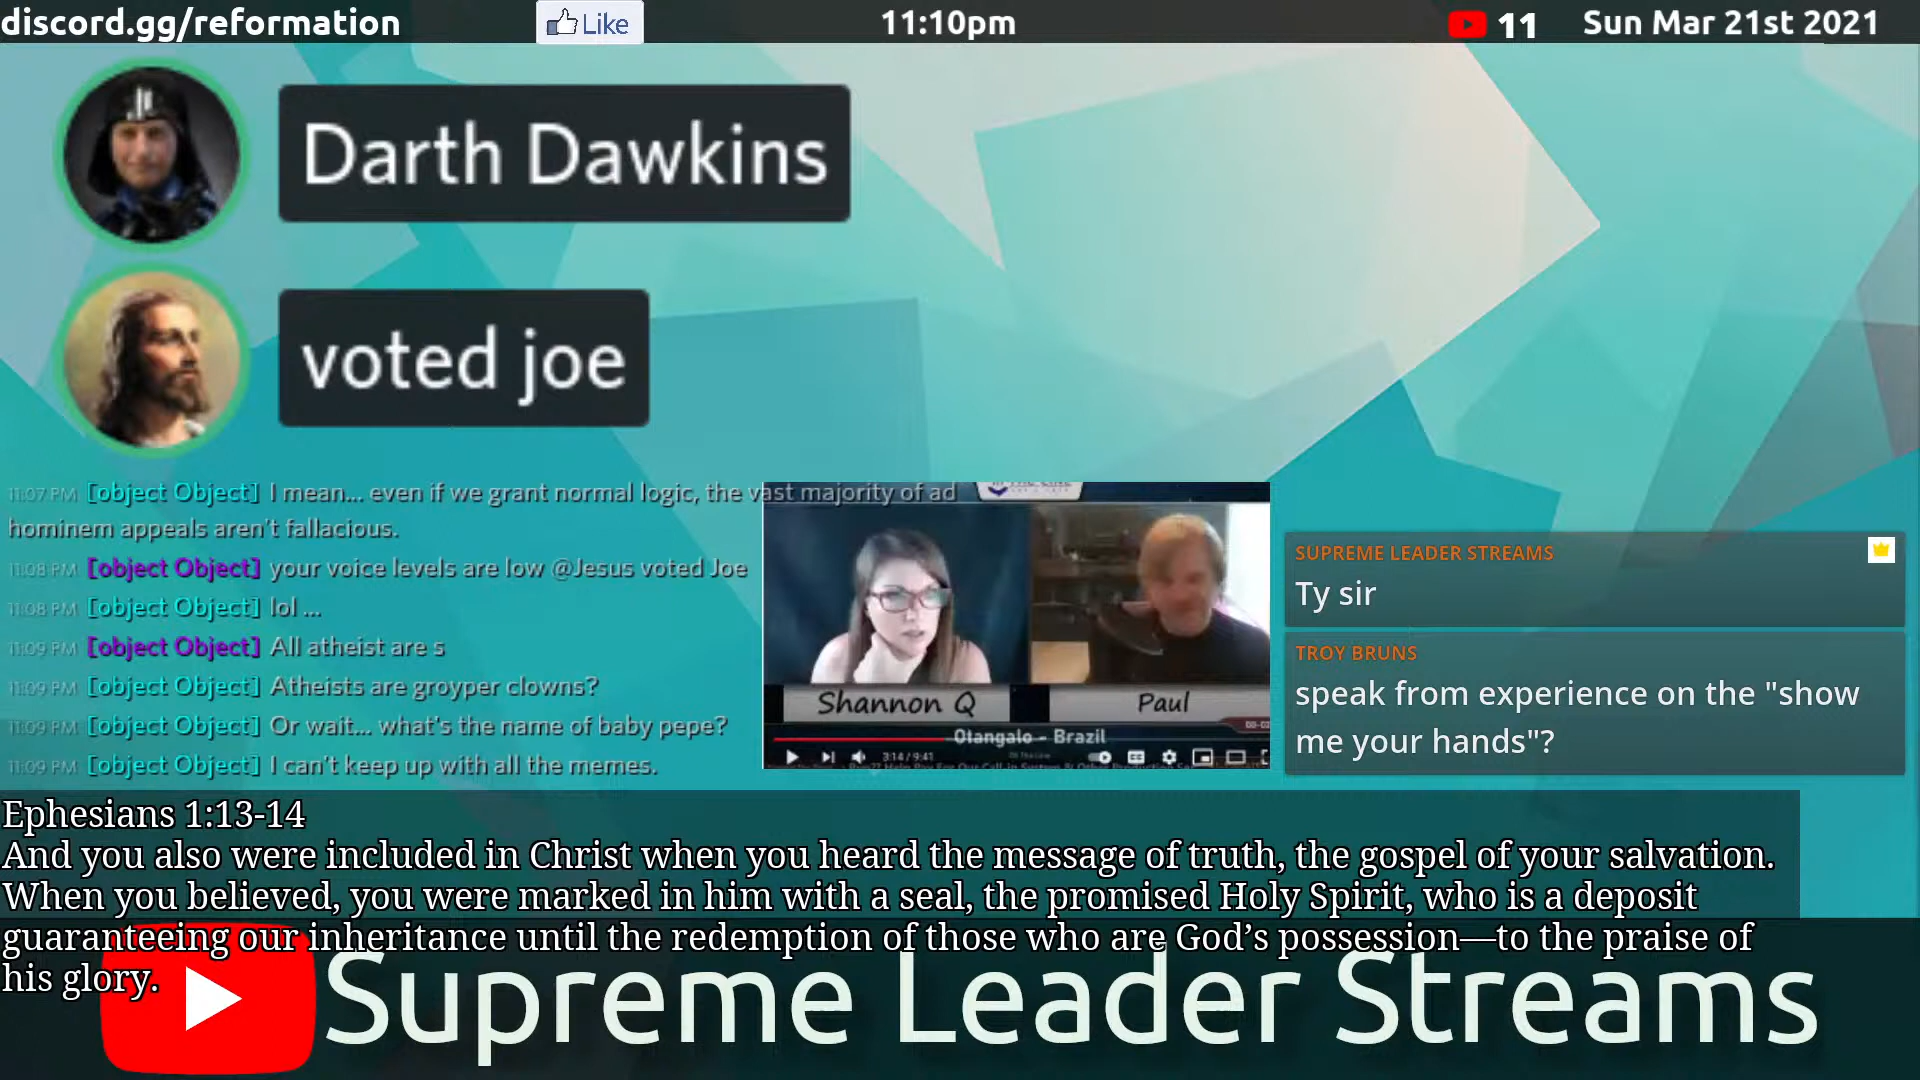 discord.gg/reformation
Like
11:10pm
11
Sun Mar 21st 2021
Darth Dawkins
voted joe
11:07 PM [object Object] I mean... even if we grant normal logic, the vast majority of ad
hominem appeals aren't fallacious.
11:08 PM [object Object] your voice levels are low @Jesus voted Joe
11:08 PM [object Object] lol ...
11:09 PM [object Object] All atheist are s
11:09 PM [object Object] Atheists are groyper clowns?
11:09 PM [object Object] Or wait... what's the name of baby pepe?
11:09 PM [object Object] I can't keep up with all the memes.
Shannon Q
Paul
Otangalo - Brazil
3:14 / 9:41
SUPREME LEADER STREAMS
Ty sir
TROY BRUNS
speak from experience on the "show
me your hands"?
Ephesians 1:13-14
And you also were included in Christ when you heard the message of truth, the gospel of your salvation.
When you believed, you were marked in him with a seal, the promised Holy Spirit, who is a deposit
guaranteeing our inheritance until the redemption of those who are God's possession—to the praise of
his glory.
Supreme Leader Streams